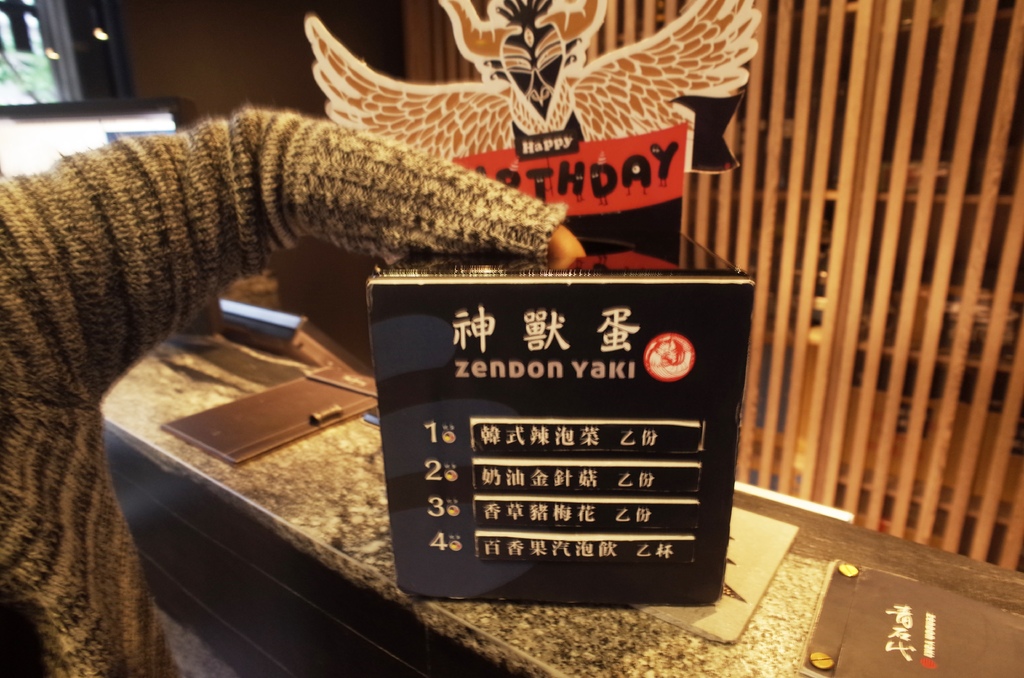 Happy
BIRTHDAY
神獸蛋
ZENDON YAKI
1 韓式辣泡菜 乙份
2 奶油金針菇 乙份
3 香草豬梅花 乙份
4 百香果汽泡飲 乙杯